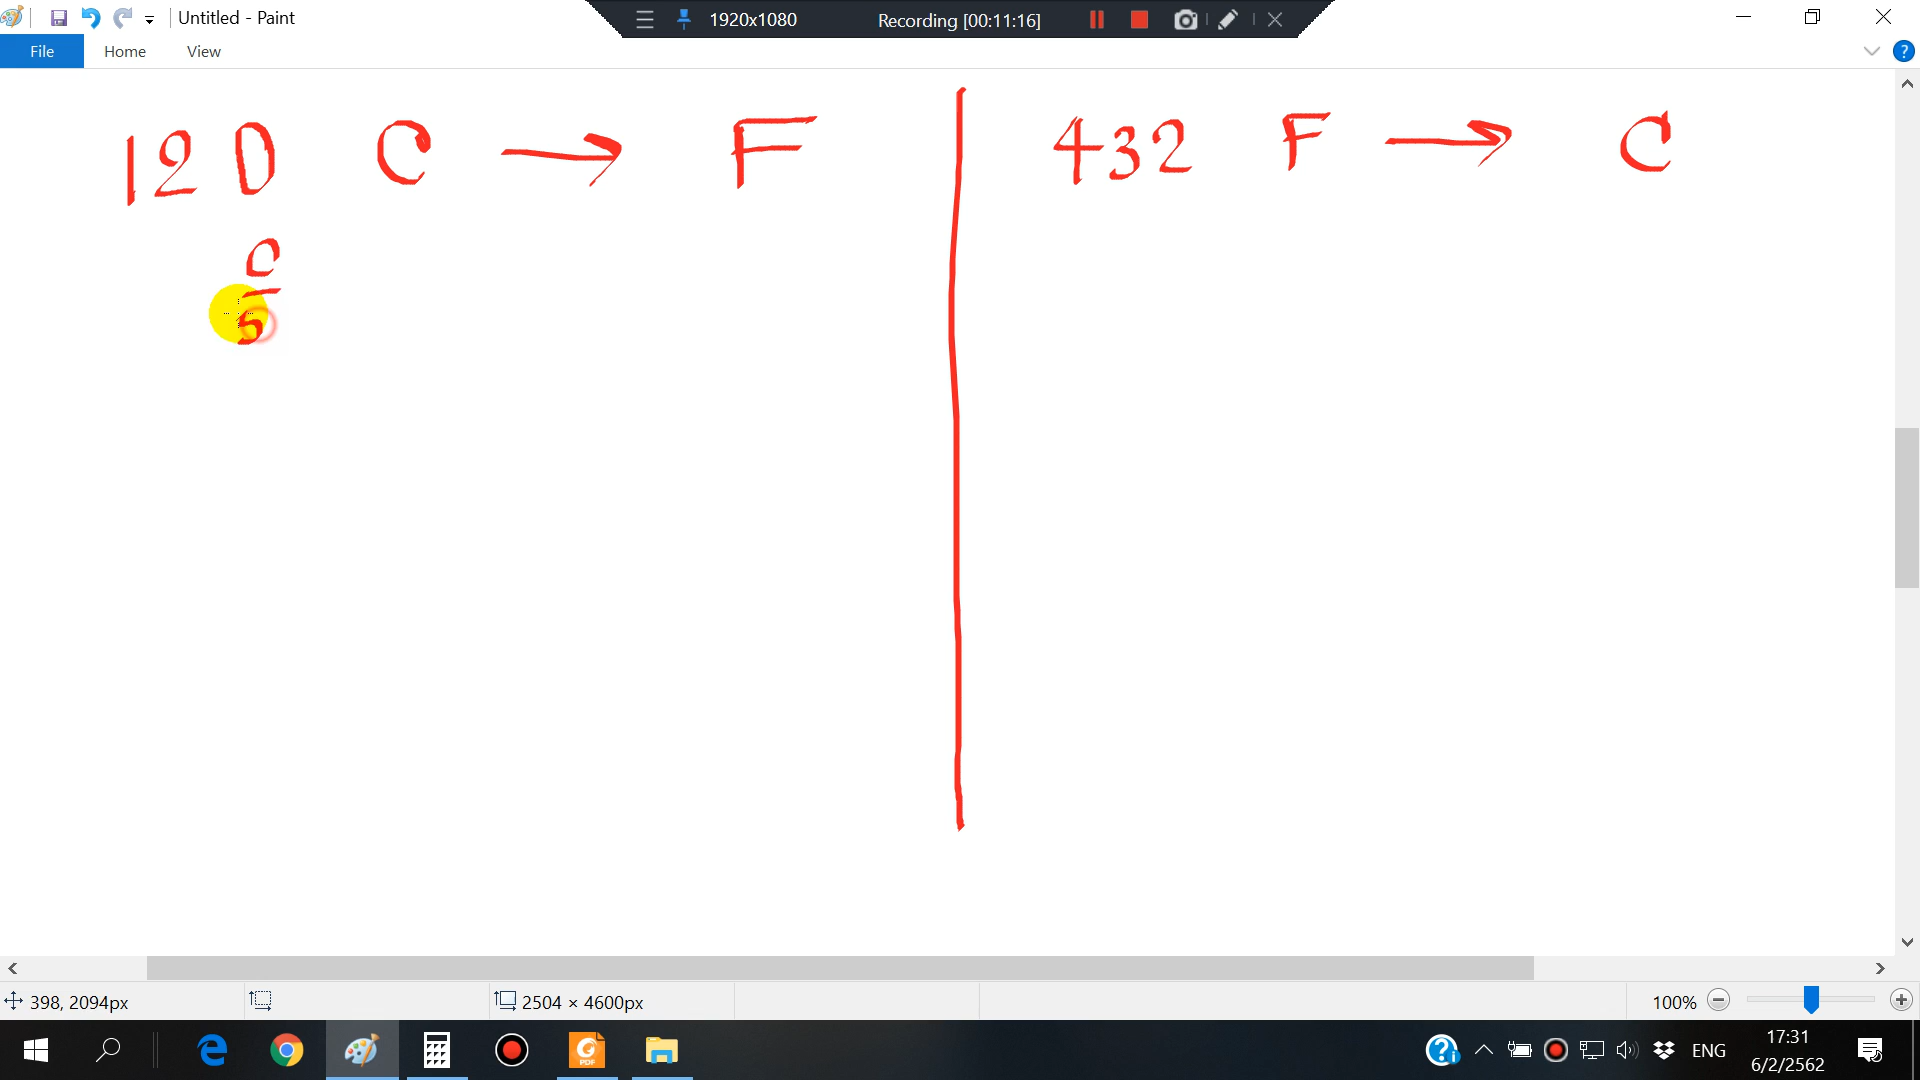 Untitled - Paint
1920x1080 Recording [00:11:16]
File Home View
120 C → F
432 F → C
C
5
398, 2094px
2504 × 4600px
100%
PDF
ENG
17:31
6/2/2562